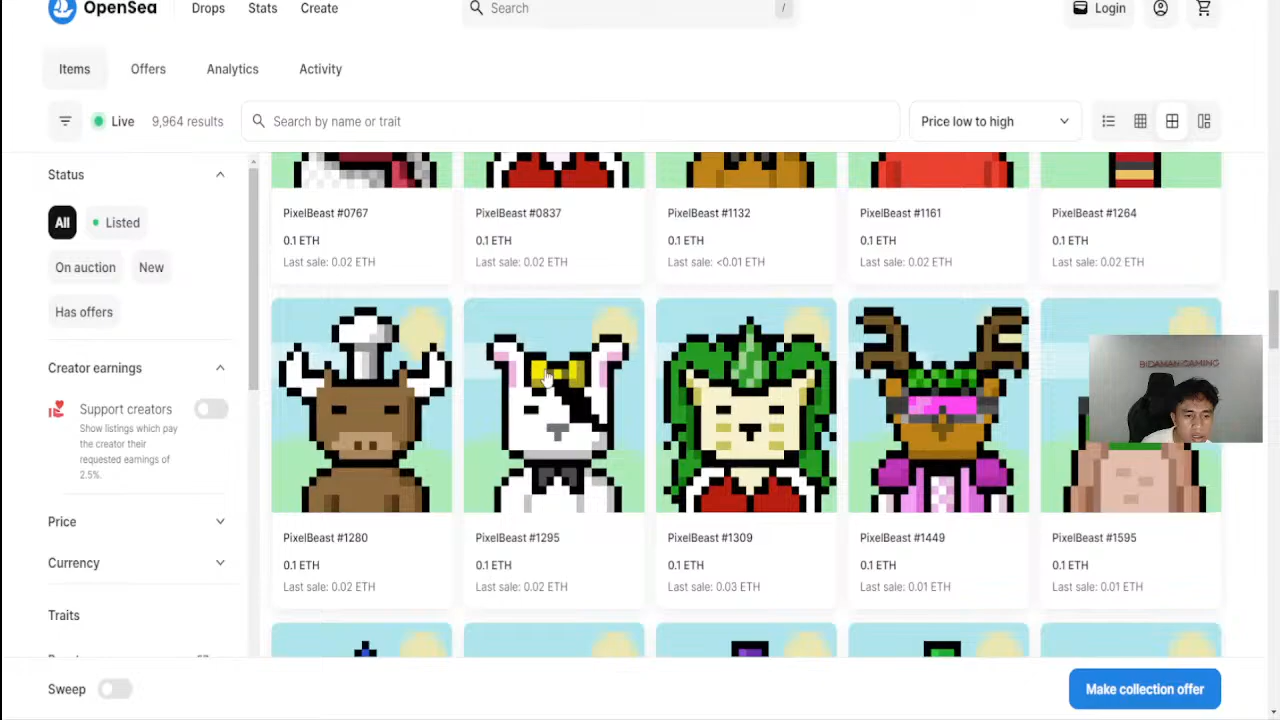 OpenSea
Drops
Stats
Create
Search
/
Login
Items
Offers
Analytics
Activity
Live
9,964 results
Search by name or trait
Price low to high
Status
All
Listed
On auction
New
Has offers
Creator earnings
Support creators
Show listings which pay
the creator their
requested earnings of
2.5%.
Price
Currency
Traits
PixelBeast #0767
0.1 ETH
Last sale: 0.02 ETH
PixelBeast #0837
0.1 ETH
Last sale: 0.02 ETH
PixelBeast #1132
0.1 ETH
Last sale: <0.01 ETH
PixelBeast #1161
0.1 ETH
Last sale: 0.02 ETH
PixelBeast #1264
0.1 ETH
Last sale: 0.02 ETH
BIDAMAN GAMING
PixelBeast #1280
0.1 ETH
Last sale: 0.02 ETH
PixelBeast #1295
0.1 ETH
Last sale: 0.02 ETH
PixelBeast #1309
0.1 ETH
Last sale: 0.03 ETH
PixelBeast #1449
0.1 ETH
Last sale: 0.01 ETH
PixelBeast #1595
0.1 ETH
Last sale: 0.01 ETH
Sweep
Make collection offer